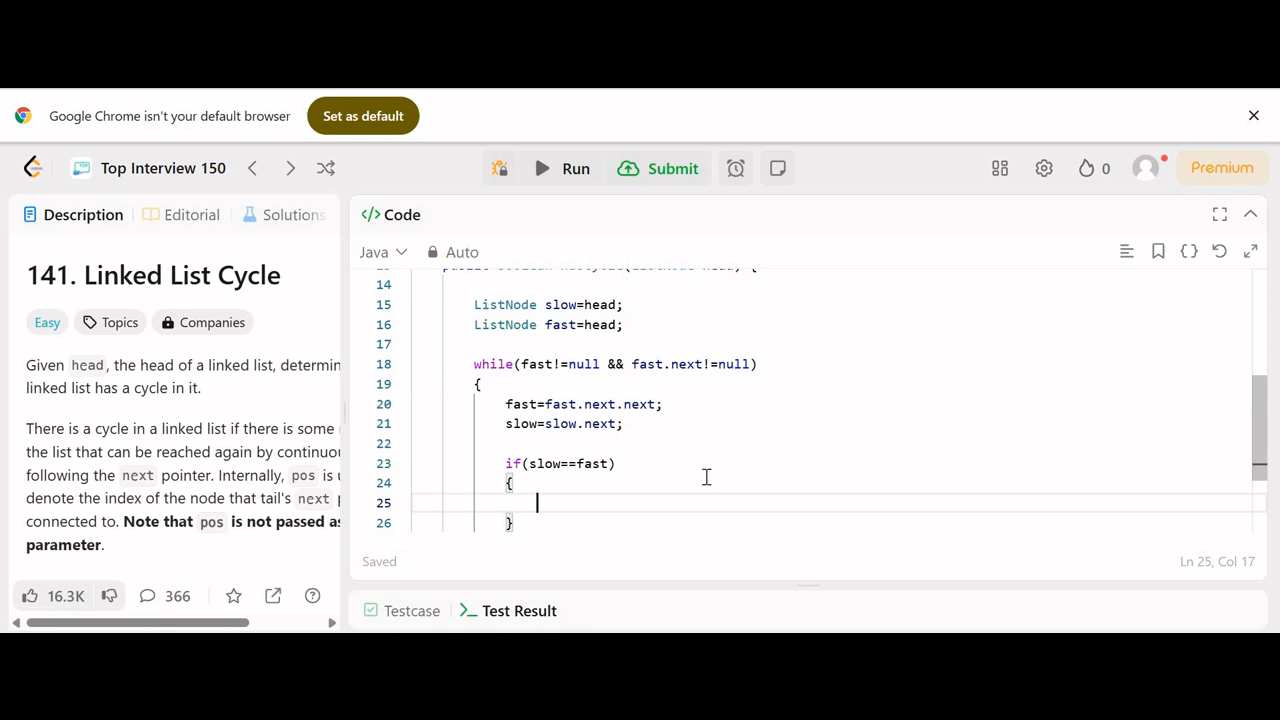 Google Chrome isn't your default browser
Set as default
Top Interview 150
Run
Submit
0
Premium
Description
Editorial
Solutions
</> Code
Java
Auto
141. Linked List Cycle
Easy
Topics
Companies
Given head, the head of a linked list, determin
linked list has a cycle in it.
There is a cycle in a linked list if there is some
the list that can be reached again by continuou
following the next pointer. Internally, pos is u
denote the index of the node that tail's next
connected to. Note that pos is not passed as
parameter.
16.3K
366
14
15 ListNode slow=head;
16 ListNode fast=head;
17
18 while(fast!=null && fast.next!=null)
19 {
20 fast=fast.next.next;
21 slow=slow.next;
22
23 if(slow==fast)
24 {
25
26 }
Saved
Ln 25, Col 17
Testcase
Test Result